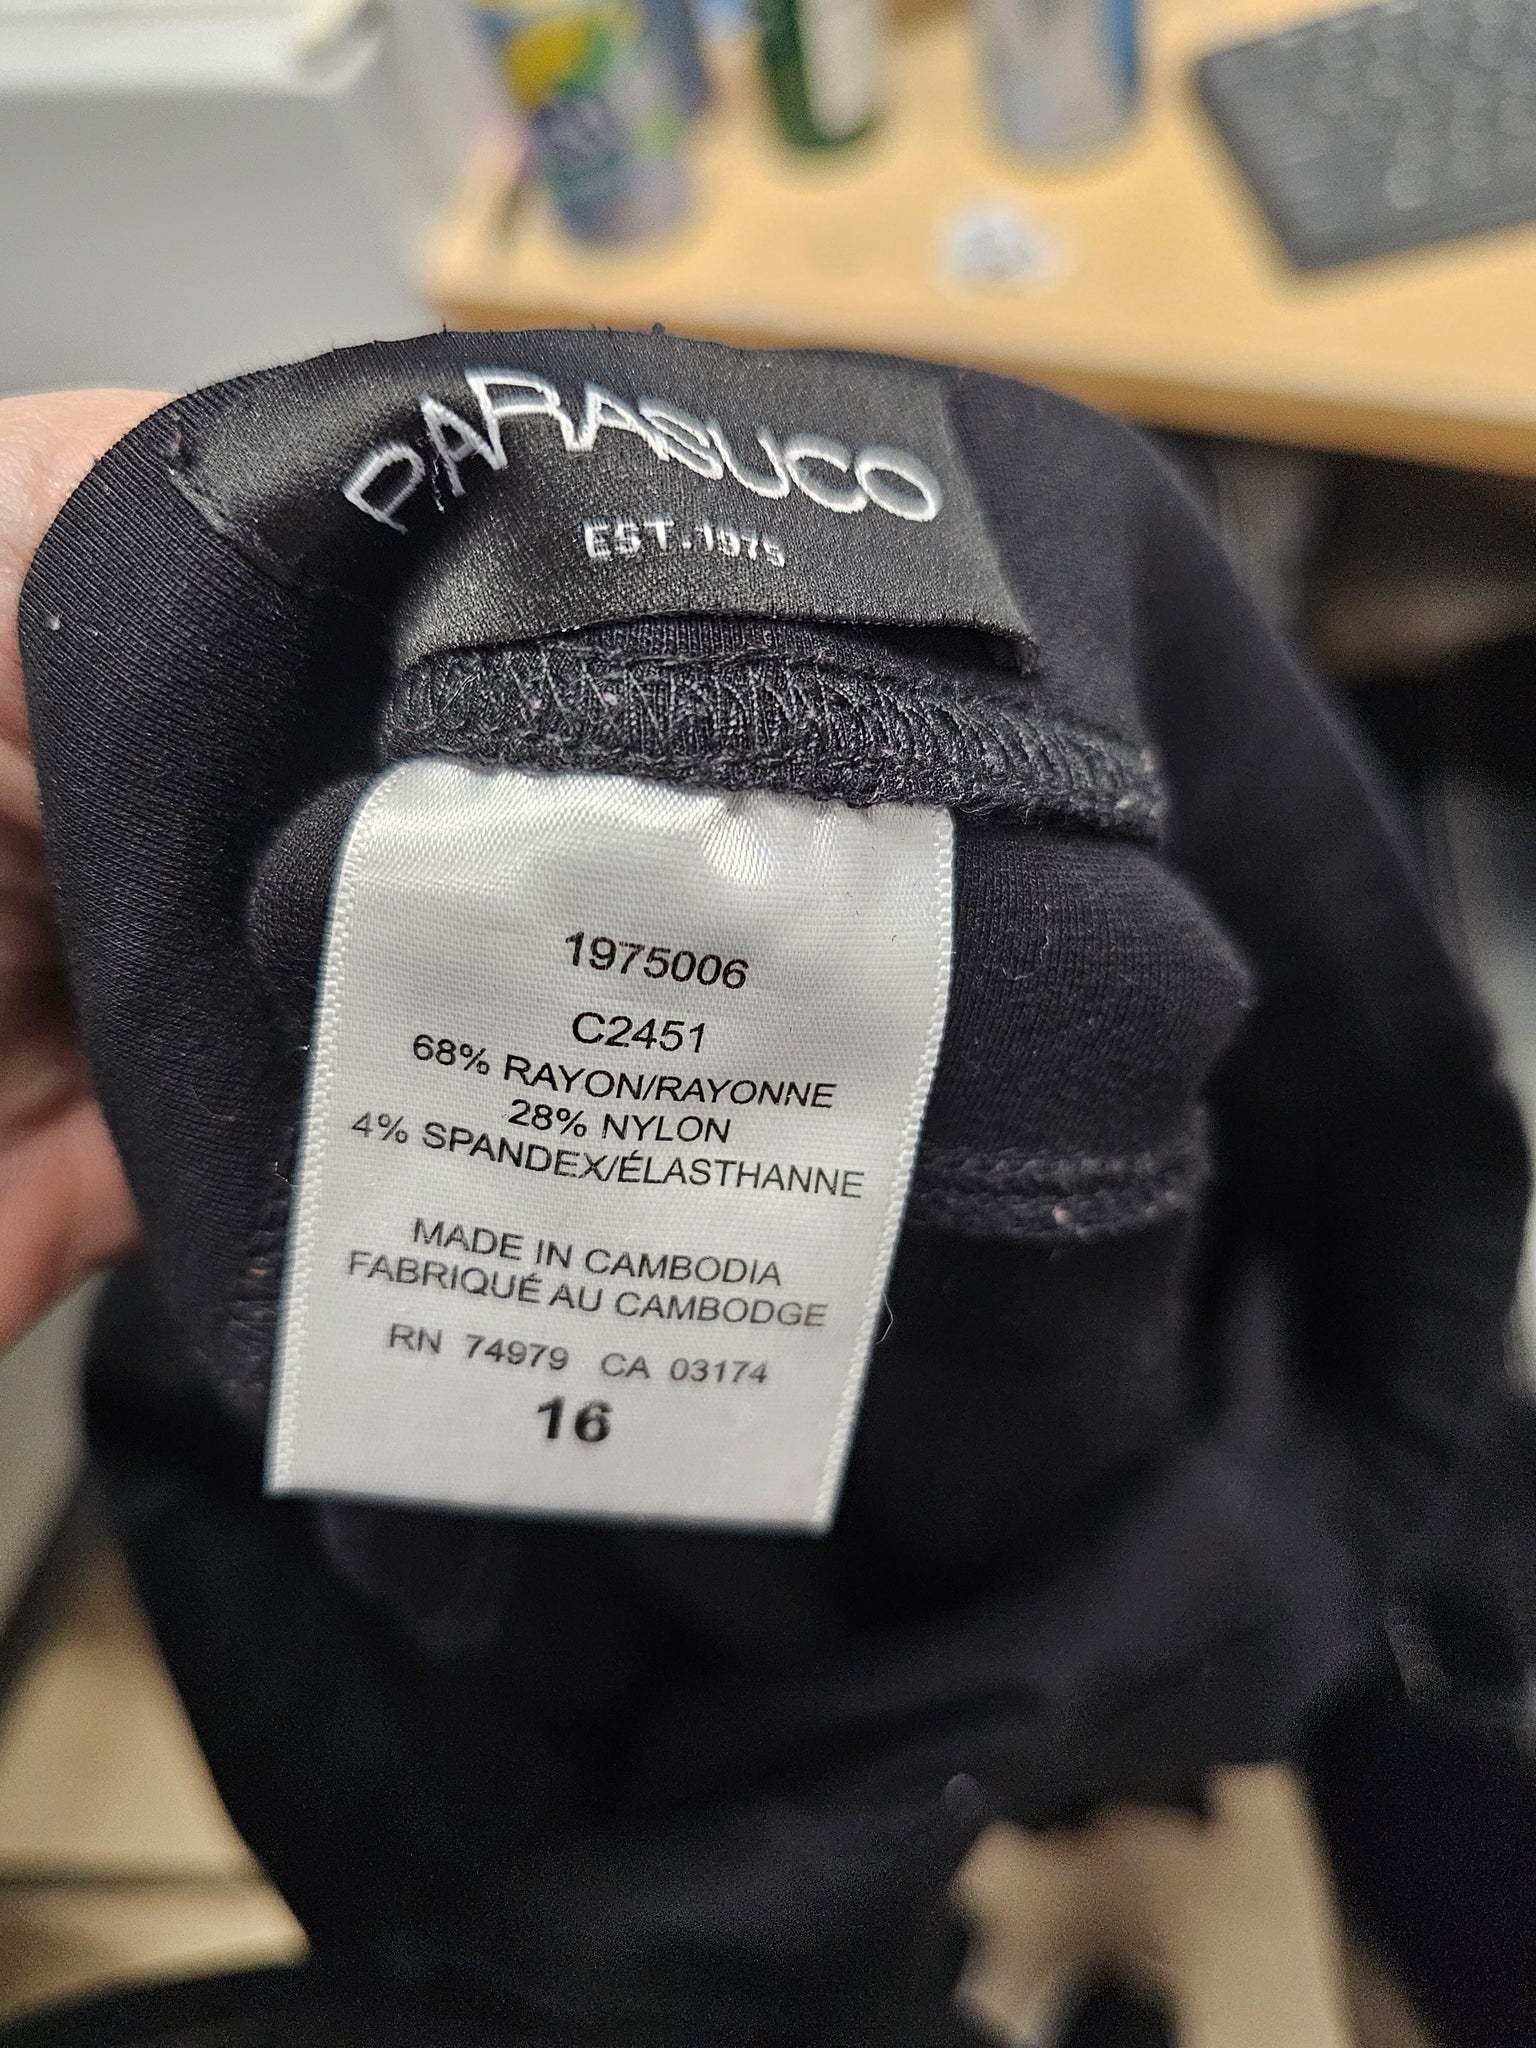 PARASUCO
EST.1975
1975006
C2451
68% RAYON/RAYONNE
28% NYLON
4% SPANDEX/ÉLASTHANNE
MADE IN CAMBODIA
FABRIQUÉ AU CAMBODGE
RN 74979 CA 03174
16